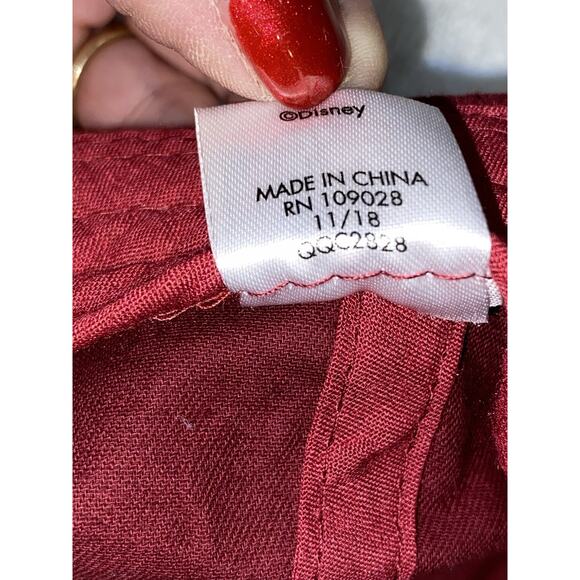 ©Disney
MADE IN CHINA
RN 109028
11/18
QQC2828